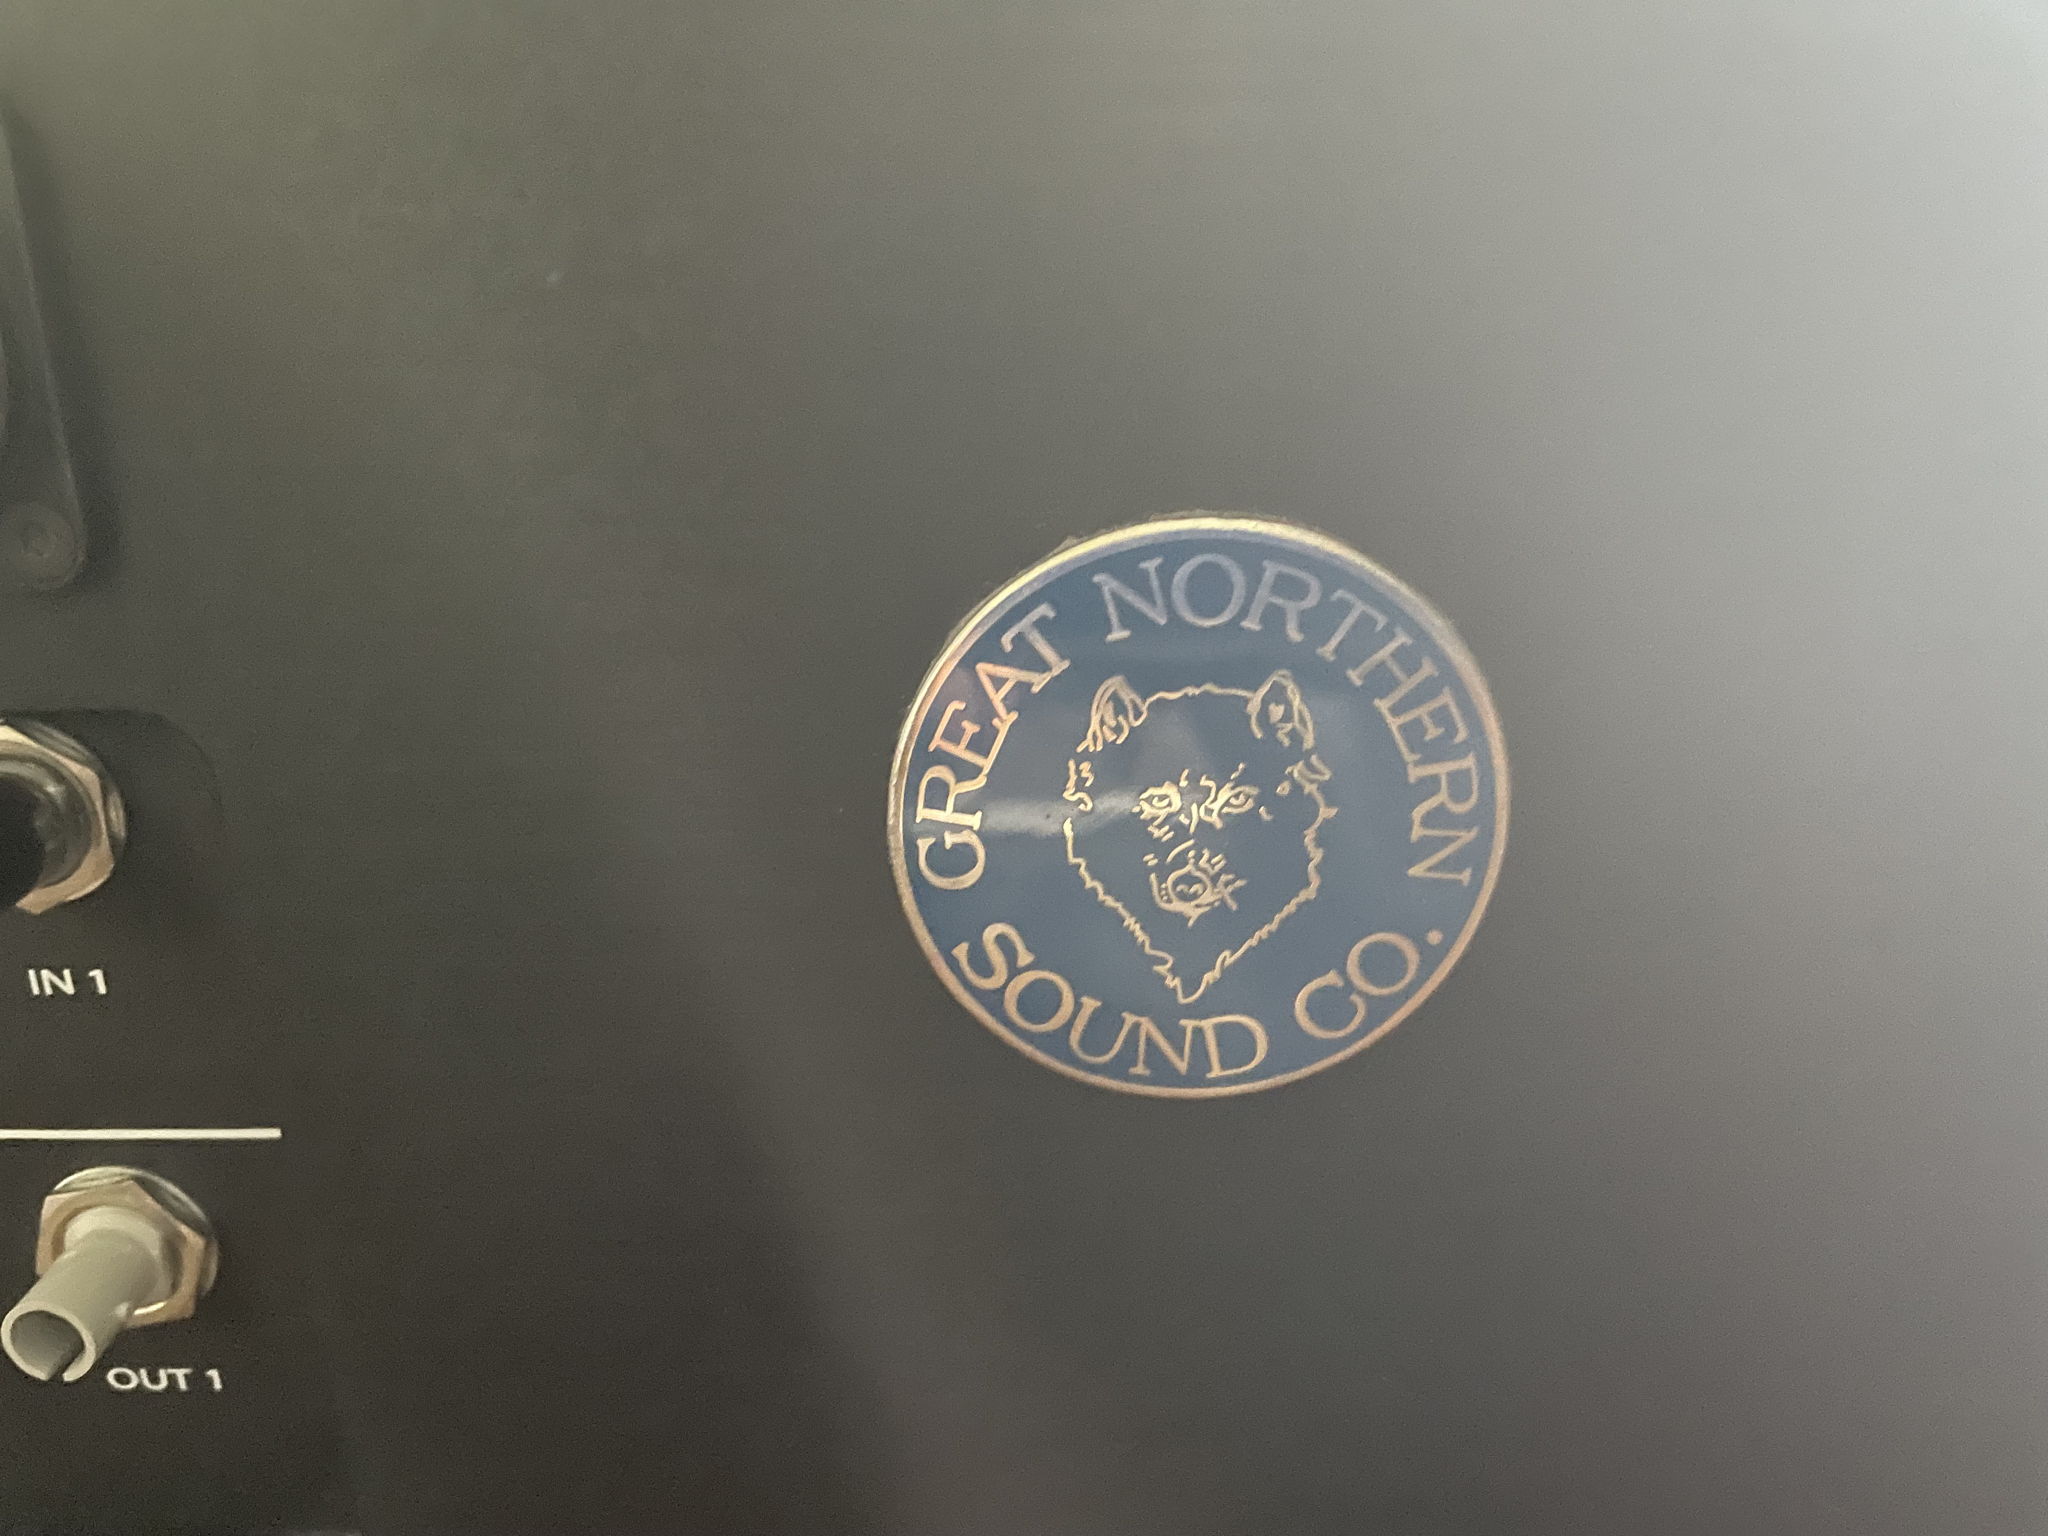 GREAT NORTHERN
SOUND CO.
IN 1
OUT 1